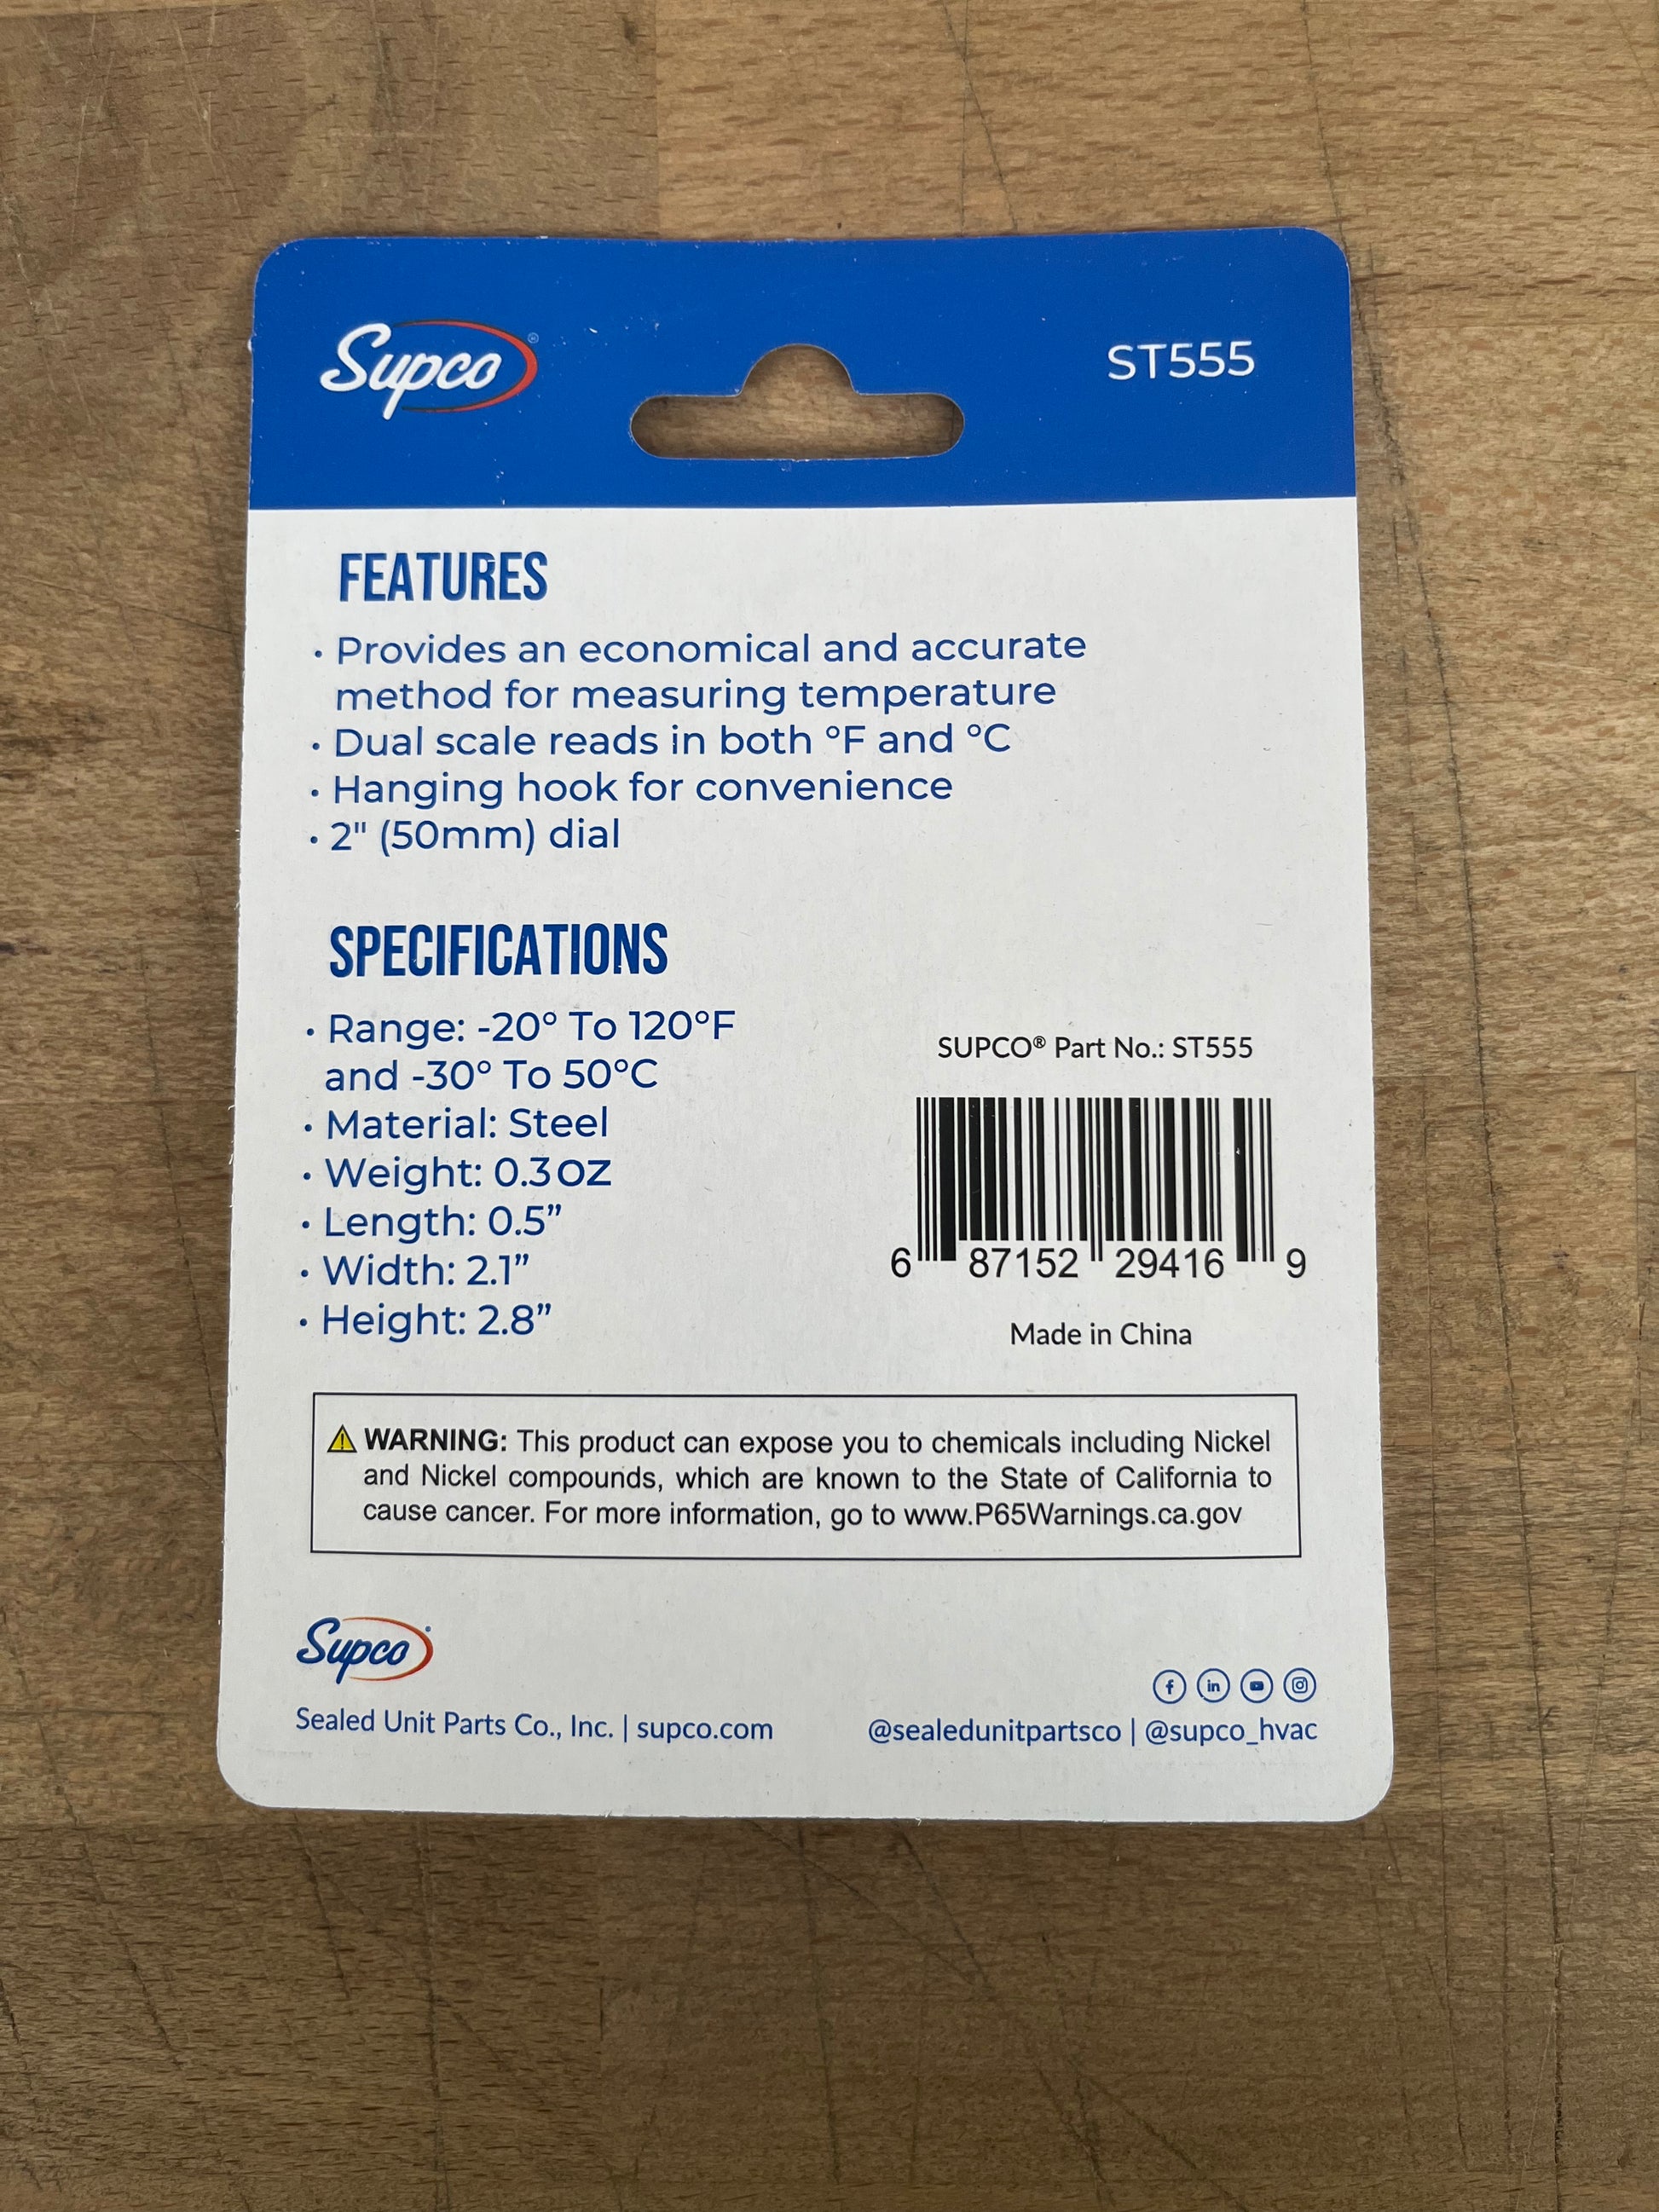 Supco®
ST555
FEATURES
• Provides an economical and accurate
method for measuring temperature
• Dual scale reads in both °F and °C
• Hanging hook for convenience
• 2" (50mm) dial
SPECIFICATIONS
• Range: -20° To 120°F
and -30° To 50°C
• Material: Steel
• Weight: 0.3oz
• Length: 0.5”
• Width: 2.1”
• Height: 2.8”
SUPCO® Part No.: ST555
6 87152 29416 9
Made in China
⚠ WARNING: This product can expose you to chemicals including Nickel
and Nickel compounds, which are known to the State of California to
cause cancer. For more information, go to www.P65Warnings.ca.gov
Supco
Sealed Unit Parts Co., Inc. | supco.com
f in
@sealedunitpartsco | @supco_hvac